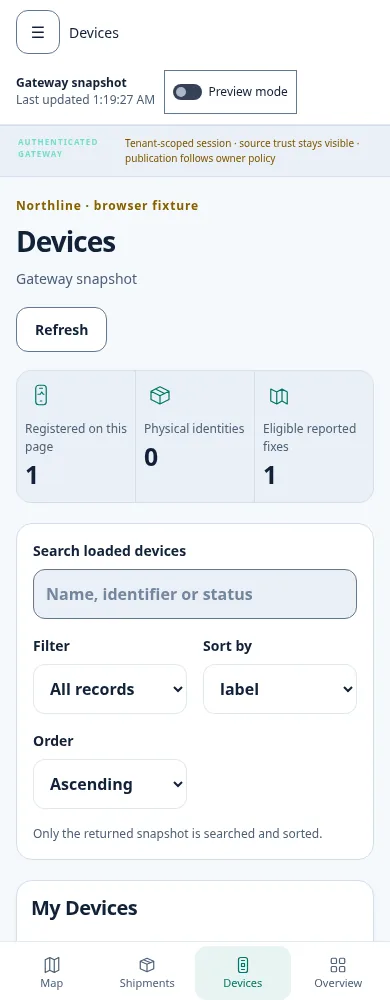 ☰ Devices
Gateway snapshot
Last updated 1:19:27 AM
Preview mode
AUTHENTICATED
GATEWAY
Tenant-scoped session · source trust stays visible ·
publication follows owner policy
Northline · browser fixture
Devices
Gateway snapshot
Refresh
Registered on this
page
1
Physical identities
0
Eligible reported
fixes
1
Search loaded devices
Name, identifier or status
Filter
Sort by
All records
label
Order
Ascending
Only the returned snapshot is searched and sorted.
My Devices
Map
Shipments
Devices
Overview